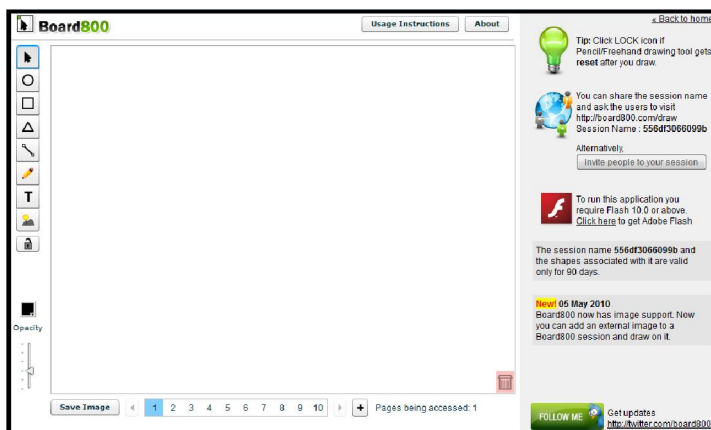 Board800
Usage Instructions
About
T
Opacity
Save Image
1 2 3 4 5 6 7 8 9 10
+
Pages being accessed: 1
« Back to home
Tip: Click LOCK icon if
Pencil/Freehand drawing tool gets
reset after you draw.
You can share the session name
and ask the users to visit
http://board800.com/draw
Session Name : 556df3066099b
Alternatively,
Invite people to your session
To run this application you
require Flash 10.0 or above.
Click here to get Adobe Flash
The session name 556df3066099b and
the shapes associated with it are valid
only for 90 days.
New! 05 May 2010
Board800 now has image support. Now
you can add an external image to a
Board800 session and draw on it.
FOLLOW ME
Get updates
http://twitter.com/board800